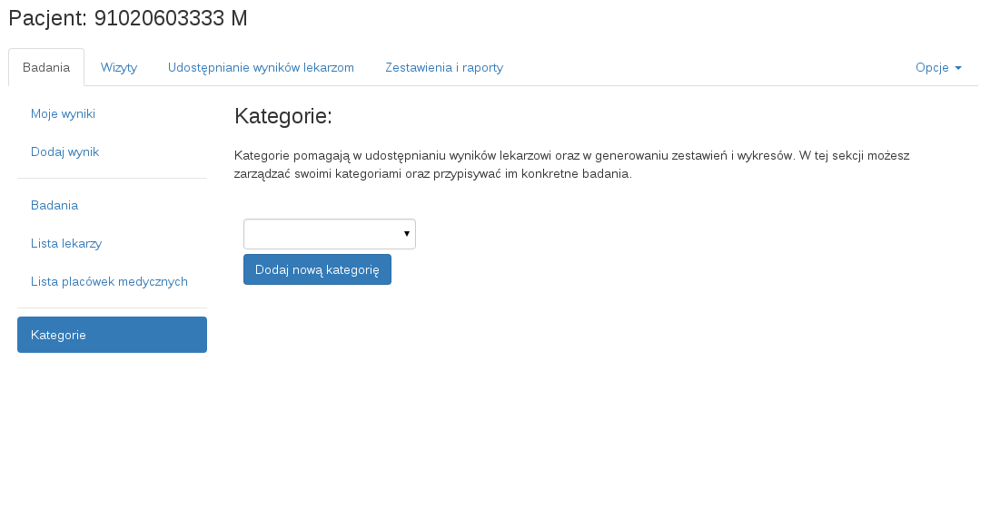 Pacjent: 91020603333 M
Badania
Wizyty
Udostępnianie wyników lekarzom
Zestawienia i raporty
Opcje
Moje wyniki
Dodaj wynik
Badania
Lista lekarzy
Lista placówek medycznych
Kategorie
Kategorie:
Kategorie pomagają w udostępnianiu wyników lekarzowi oraz w generowaniu zestawień i wykresów. W tej sekcji możesz
zarządzać swoimi kategoriami oraz przypisywać im konkretne badania.
Dodaj nową kategorię